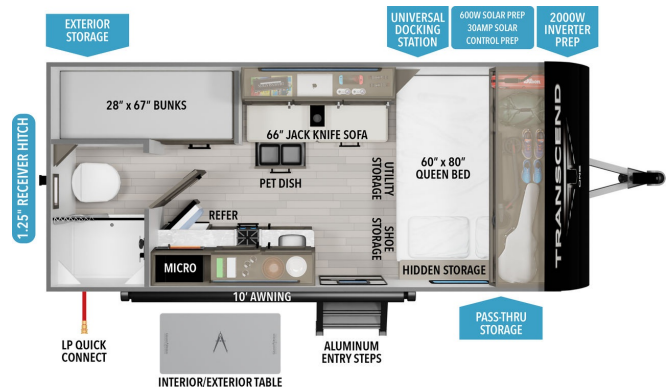 EXTERIOR
STORAGE
UNIVERSAL
DOCKING
STATION
600W SOLAR PREP
30AMP SOLAR
CONTROL PREP
2000W
INVERTER
PREP
28" x 67" BUNKS
66" JACK KNIFE SOFA
PET DISH
UTILITY
STORAGE
60" x 80"
QUEEN BED
TRANSCEND
ONE
1.25" RECEIVER HITCH
REFER
SHOE
STORAGE
MICRO
HIDDEN STORAGE
10' AWNING
LP QUICK
CONNECT
INTERIOR/EXTERIOR TABLE
ALUMINUM
ENTRY STEPS
PASS-THRU
STORAGE